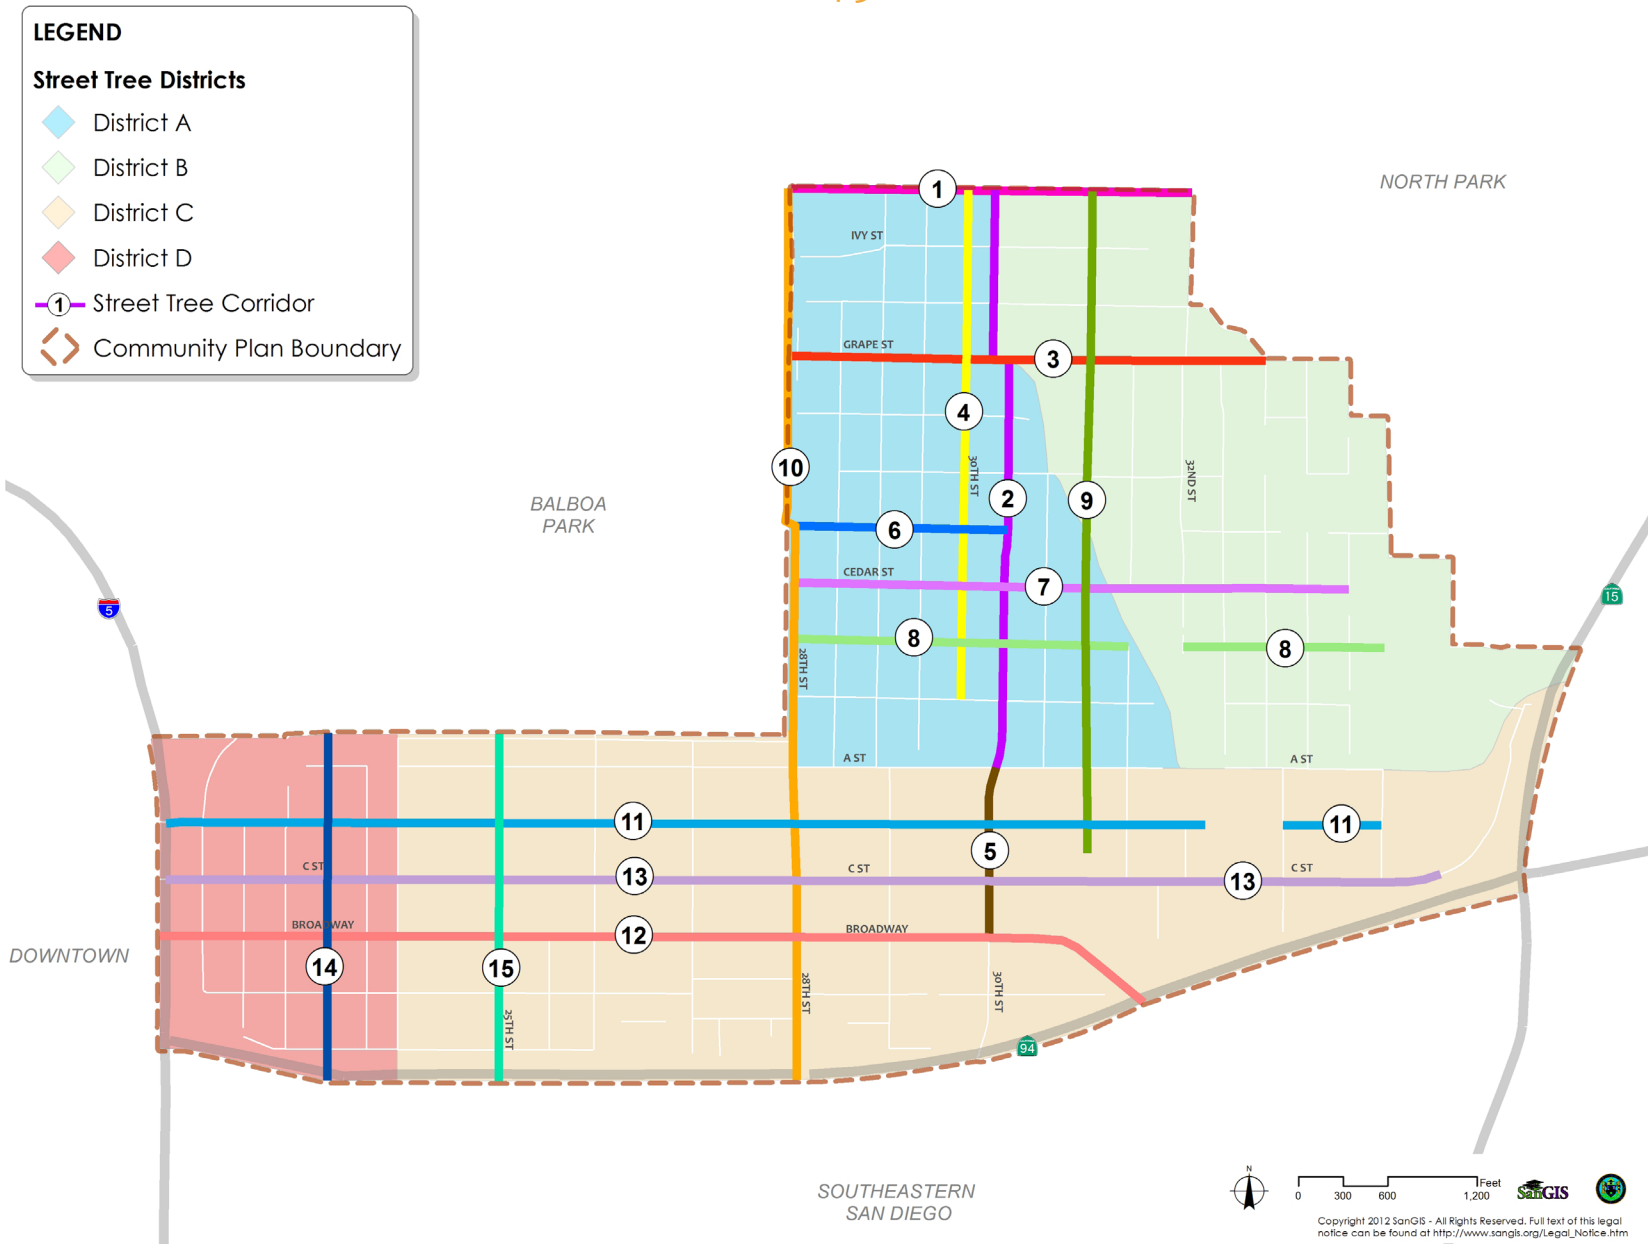 LEGEND
Street Tree Districts
District A
District B
District C
District D
1 Street Tree Corridor
Community Plan Boundary
NORTH PARK
1
IVY ST
GRAPE ST
3
4
10
30TH ST
32ND ST
2
9
BALBOA
PARK
6
CEDAR ST
7
5
15
8
8
28TH ST
A ST
A ST
11
11
5
C ST
13
C ST
13
C ST
BROADWAY
12
BROADWAY
DOWNTOWN
14
15
28TH ST
30TH ST
25TH ST
94
SOUTHEASTERN
SAN DIEGO
N
Feet
0 300 600 1,200
SanGIS
Copyright 2012 SanGIS - All Rights Reserved. Full text of this legal
notice can be found at http://www.sangis.org/Legal_Notice.htm